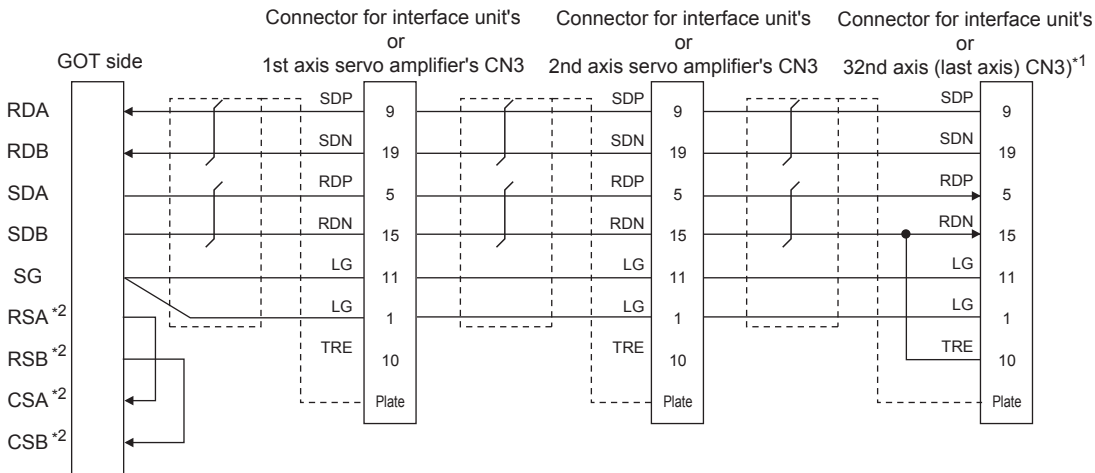 Connector for interface unit's
or
1st axis servo amplifier's CN3
Connector for interface unit's
or
2nd axis servo amplifier's CN3
Connector for interface unit's
or
32nd axis (last axis) CN3)*1
GOT side
RDA
RDB
SDA
SDB
SG
RSA *2
RSB *2
CSA *2
CSB *2
SDP
SDN
RDP
RDN
LG
LG
TRE
9
19
5
15
11
1
10
Plate
SDP
SDN
RDP
RDN
LG
LG
TRE
9
19
5
15
11
1
10
Plate
SDP
SDN
RDP
RDN
LG
LG
TRE
9
19
5
15
11
1
10
Plate